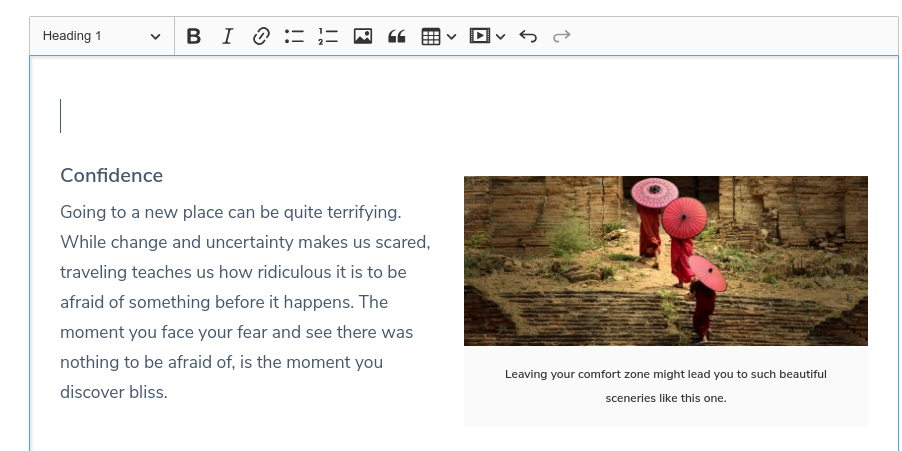 Heading 1
Confidence
Going to a new place can be quite terrifying.
While change and uncertainty makes us scared,
traveling teaches us how ridiculous it is to be
afraid of something before it happens. The
moment you face your fear and see there was
nothing to be afraid of, is the moment you
discover bliss.
Leaving your comfort zone might lead you to such beautiful
sceneries like this one.